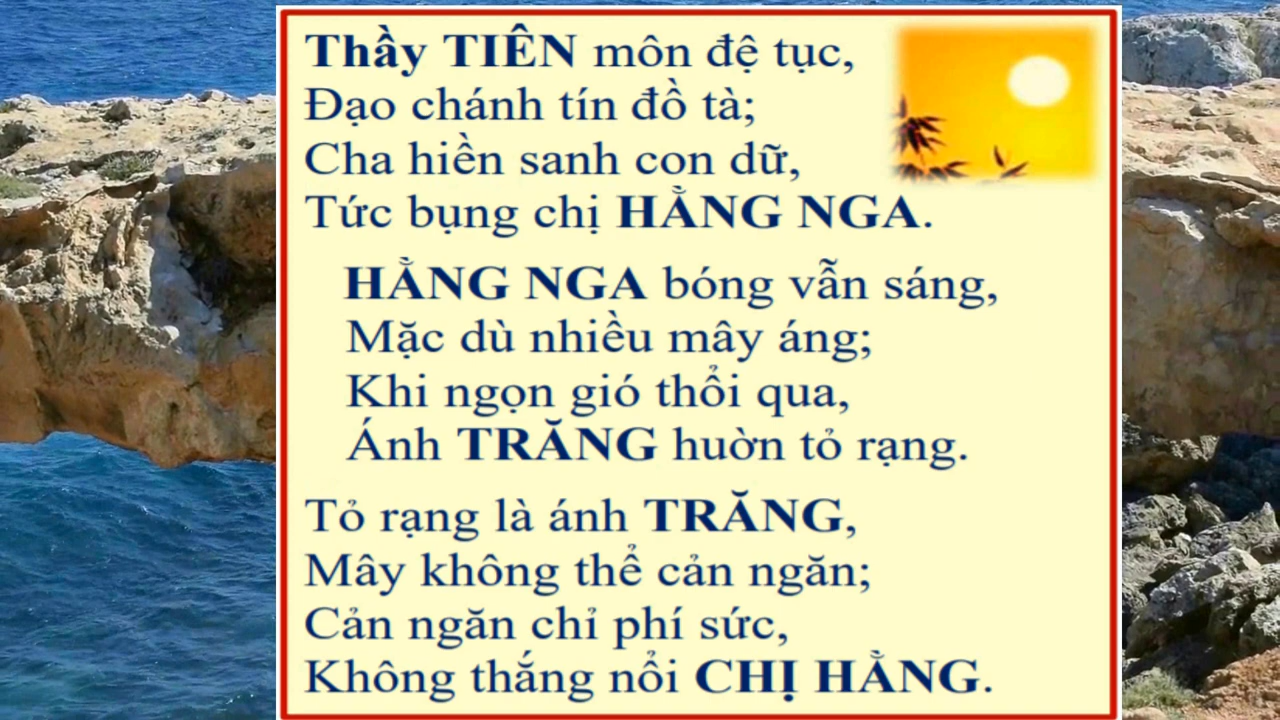 Thầy TIÊN môn đệ tục,
Đạo chánh tín đồ tà;
Cha hiền sanh con dữ,
Tức bụng chị HẰNG NGA.
HẰNG NGA bóng vẫn sáng,
Mặc dù nhiều mây áng;
Khi ngọn gió thổi qua,
Ánh TRĂNG huờn tỏ rạng.
Tỏ rạng là ánh TRĂNG,
Mây không thể cản ngăn;
Cản ngăn chỉ phí sức,
Không thắng nổi CHỊ HẰNG.